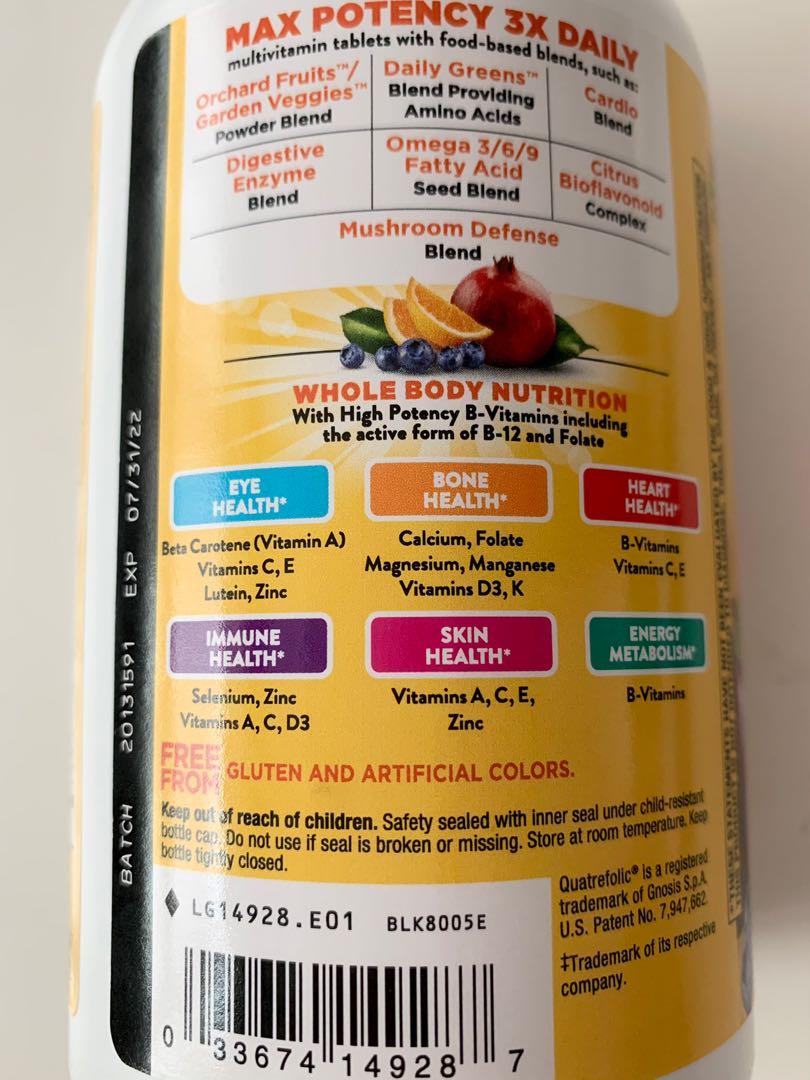 MAX POTENCY 3X DAILY
multivitamin tablets with food-based blends, such as:
Orchard Fruits™/
Garden Veggies™
Powder Blend
Daily Greens™
Blend Providing
Amino Acids
Cardio
Blend
Digestive
Enzyme
Blend
Omega 3/6/9
Fatty Acid
Seed Blend
Citrus
Bioflavonoid
Complex
Mushroom Defense
Blend
WHOLE BODY NUTRITION
With High Potency B-Vitamins including
the active form of B-12 and Folate
EYE
HEALTH*
Beta Carotene (Vitamin A)
Vitamins C, E
Lutein, Zinc
BONE
HEALTH*
Calcium, Folate
Magnesium, Manganese
Vitamins D3, K
HEART
HEALTH*
B-Vitamins
Vitamins C, E
IMMUNE
HEALTH*
Selenium, Zinc
Vitamins A, C, D3
SKIN
HEALTH*
Vitamins A, C, E,
Zinc
ENERGY
METABOLISM*
B-Vitamins
FREE
FROM
GLUTEN AND ARTIFICIAL COLORS.
Keep out of reach of children. Safety sealed with inner seal under child-resistant
bottle cap. Do not use if seal is broken or missing. Store at room temperature. Keep
bottle tightly closed.
Quatrefolic® is a registered
trademark of Gnosis S.p.A.
U.S. Patent No. 7,947,662.
‡Trademark of its respective
company.
LG14928.E01 BLK8005E
0 33674 14928 7
BATCH 20131591 EXP 07/31/22